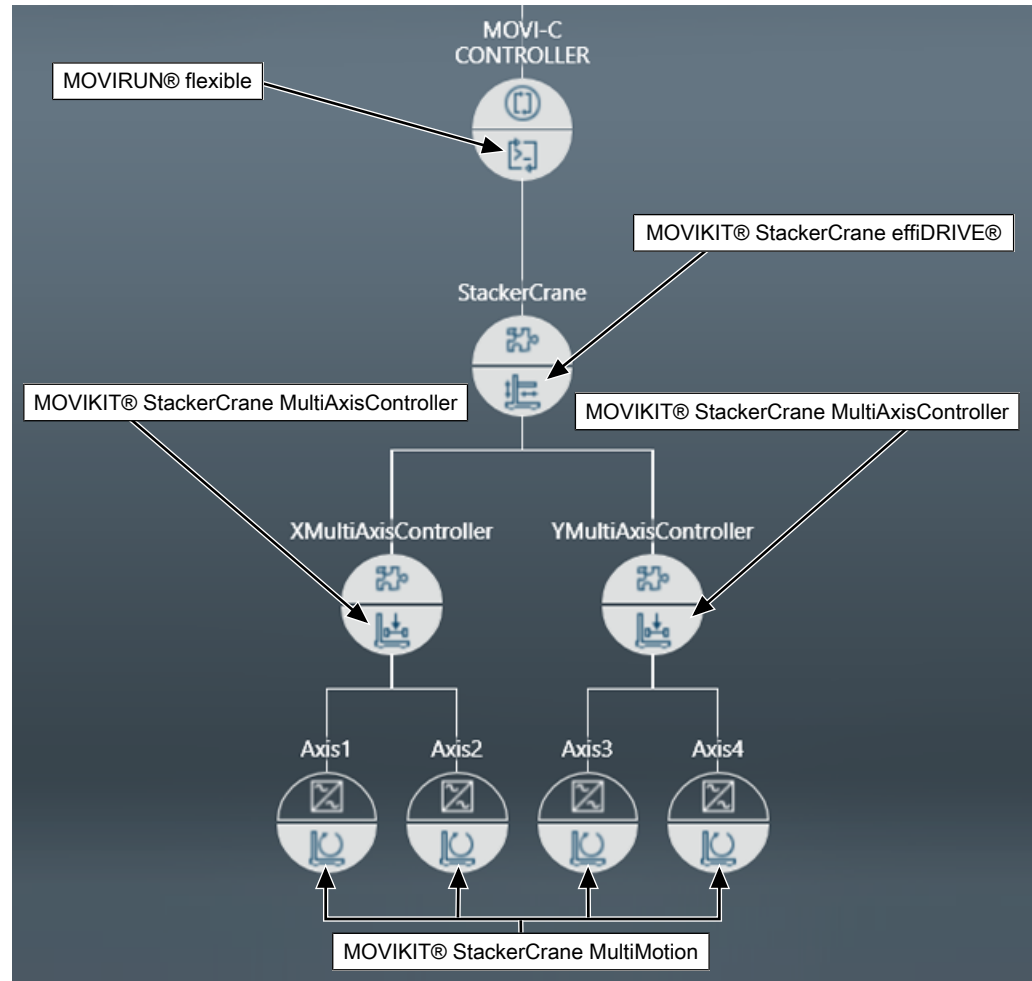 MOVI-C
CONTROLLER
MOVIRUN® flexible
MOVIKIT® StackerCrane effiDRIVE®
StackerCrane
MOVIKIT® StackerCrane MultiAxisController
MOVIKIT® StackerCrane MultiAxisController
XMultiAxisController
YMultiAxisController
Axis1
Axis2
Axis3
Axis4
MOVIKIT® StackerCrane MultiMotion